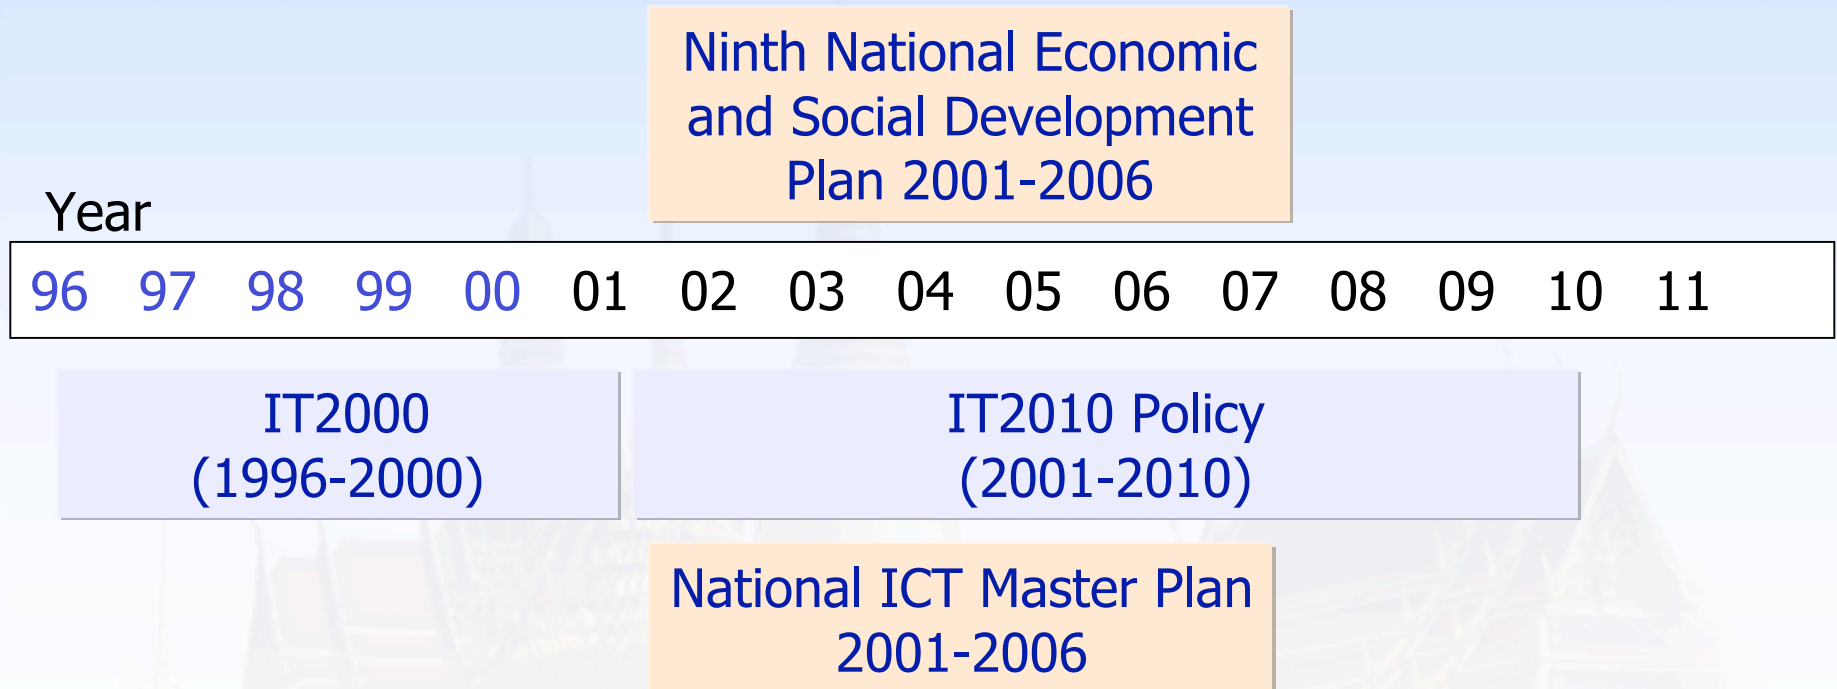 Ninth National Economic
and Social Development
Plan 2001-2006
Year
96 97 98 99 00 01 02 03 04 05 06 07 08 09 10 11
IT2000
(1996-2000)
IT2010 Policy
(2001-2010)
National ICT Master Plan
2001-2006